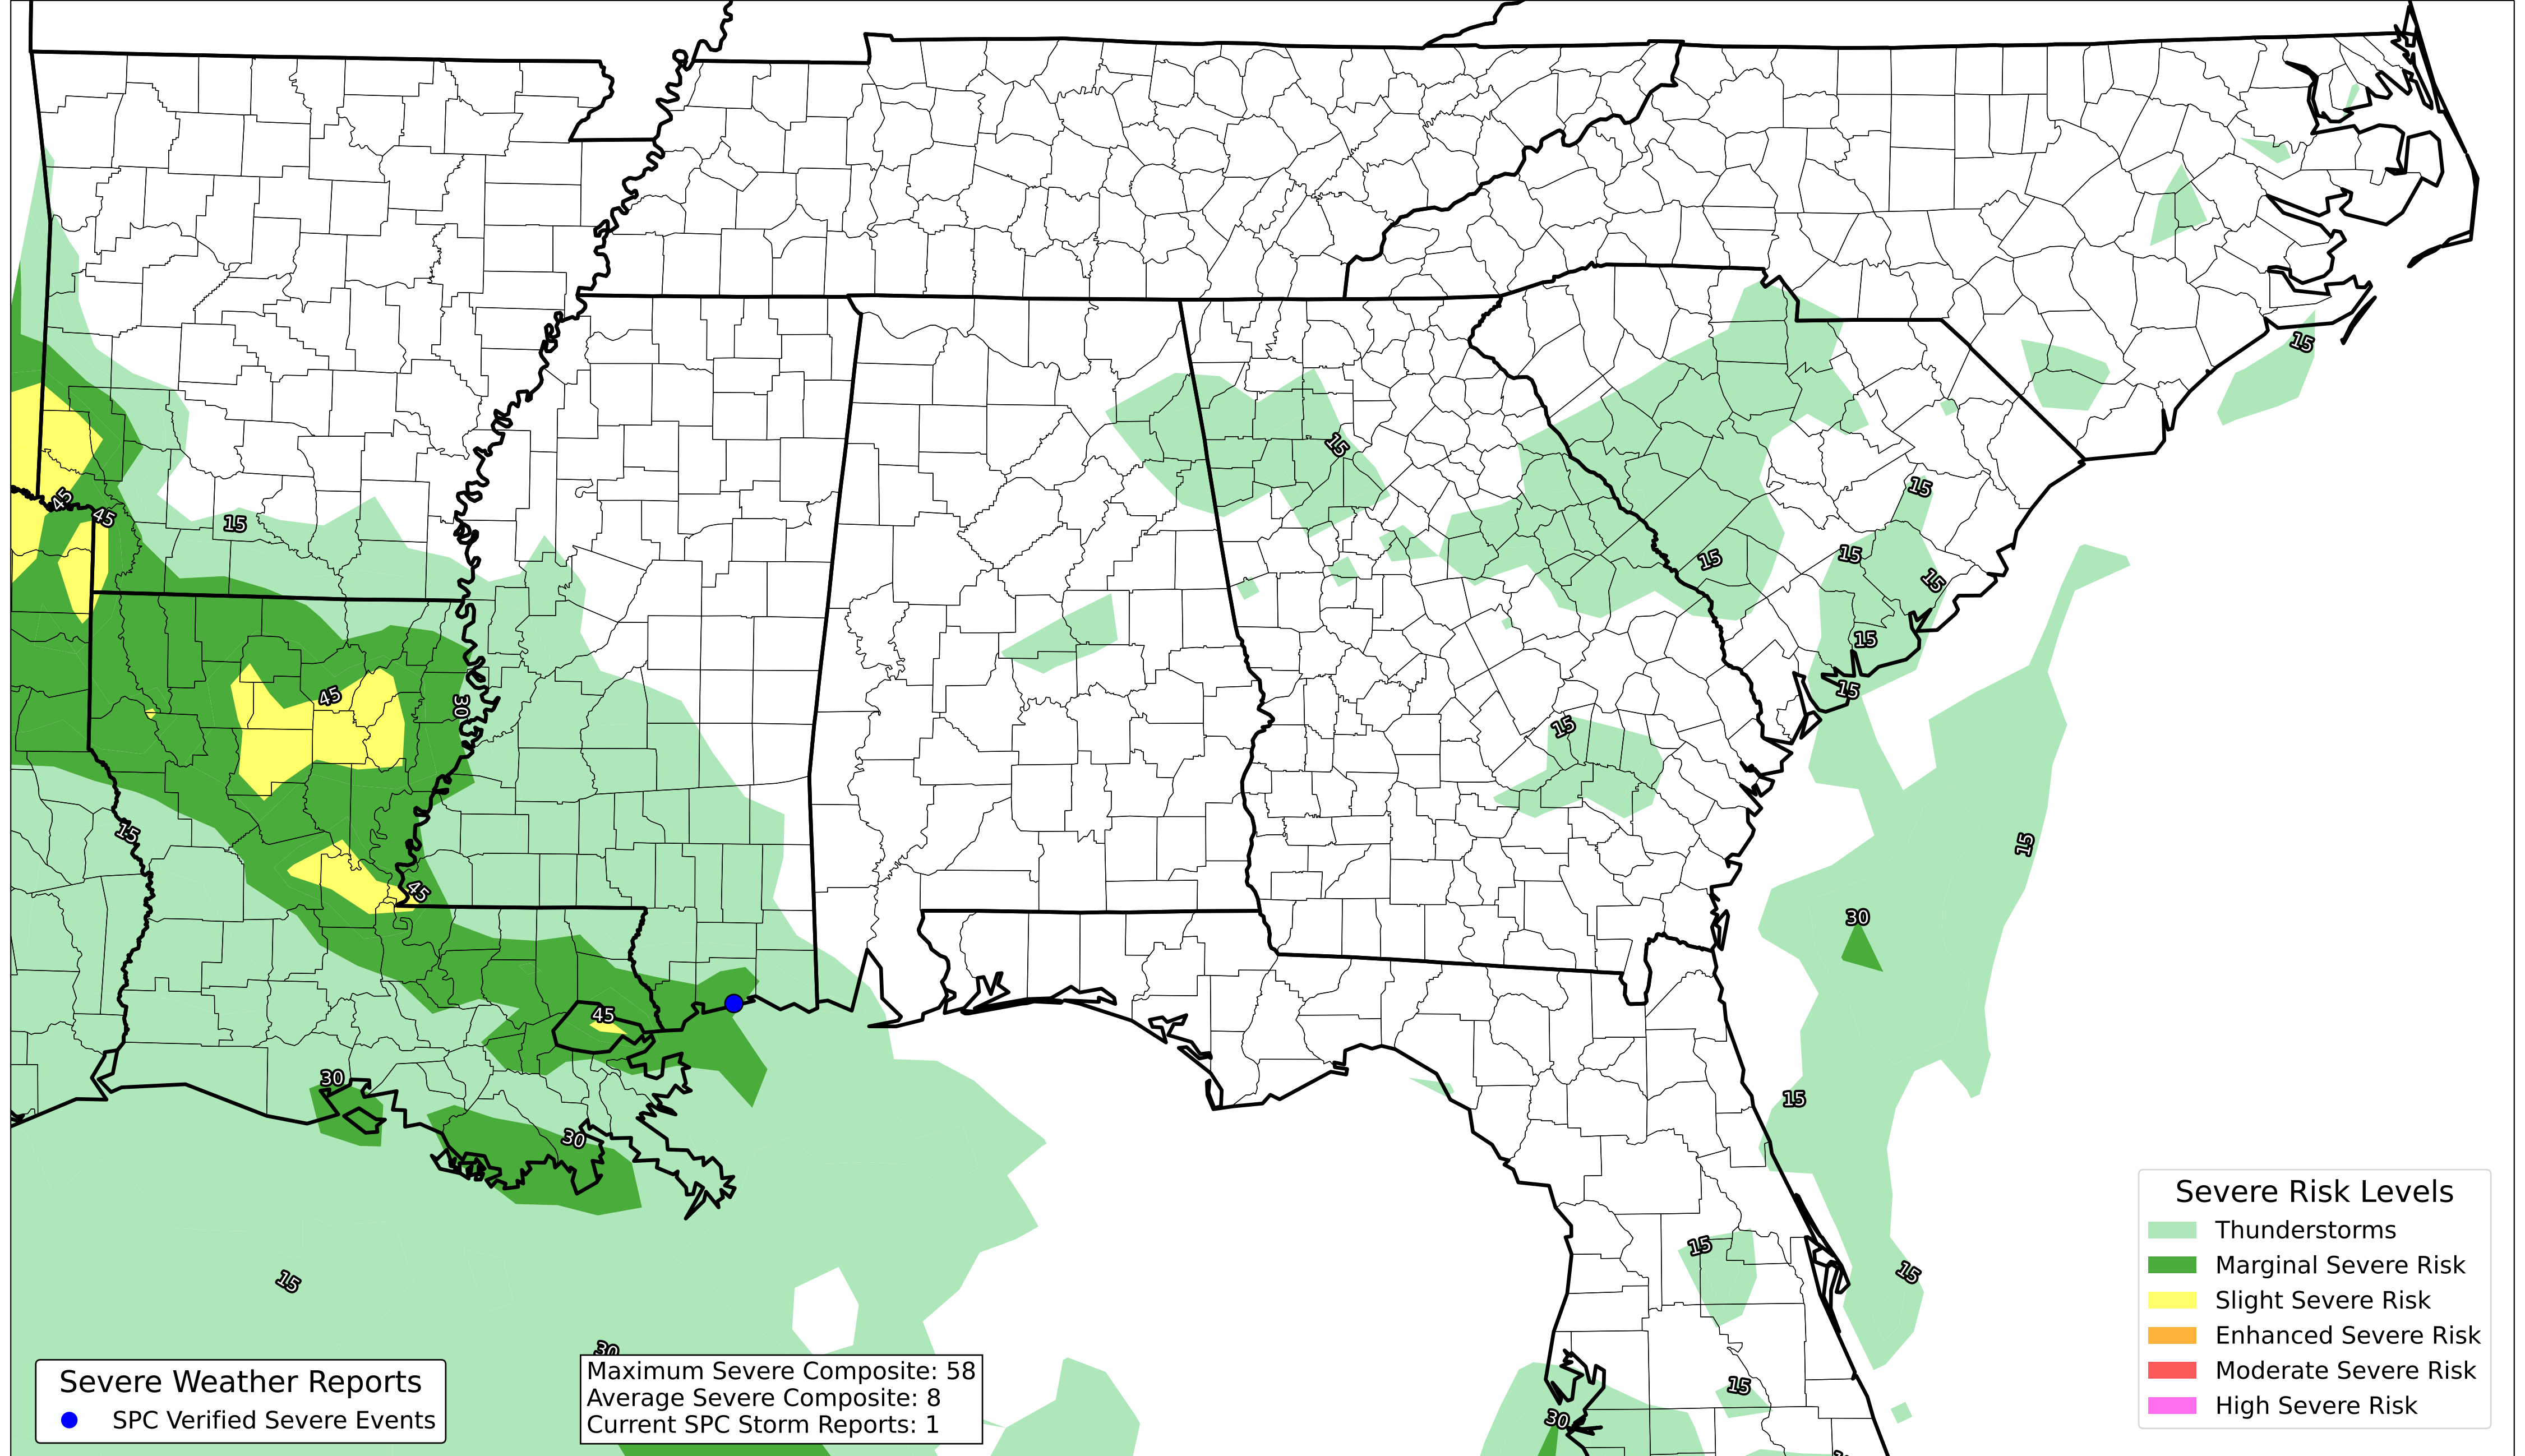 15
15
45
45
15
15
15
15
15
45
30
15
15
15
15
15
45
30
45
30
15
30
15
15
15
30
15
30
Severe Risk Levels
Thunderstorms
Marginal Severe Risk
Slight Severe Risk
Enhanced Severe Risk
Moderate Severe Risk
High Severe Risk
Severe Weather Reports
SPC Verified Severe Events
Maximum Severe Composite: 58
Average Severe Composite: 8
Current SPC Storm Reports: 1